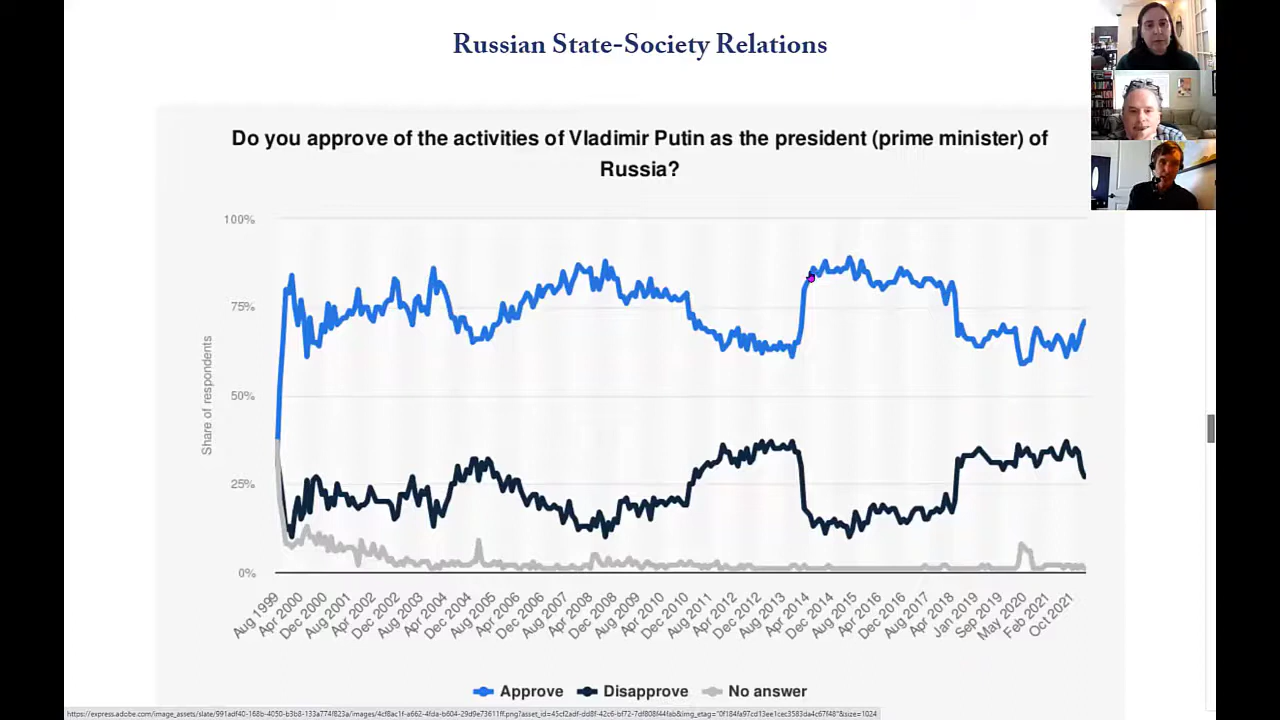 Russian State-Society Relations
Do you approve of the activities of Vladimir Putin as the president (prime minister) of
Russia?
Share of respondents
100%
75%
50%
25%
0%
Aug 1999
Apr 2000
Dec 2000
Aug 2001
Apr 2002
Dec 2002
Aug 2003
Apr 2004
Dec 2004
Aug 2005
Apr 2006
Dec 2006
Aug 2007
Apr 2008
Dec 2008
Aug 2009
Apr 2010
Dec 2010
Aug 2011
Apr 2012
Dec 2012
Aug 2013
Apr 2014
Dec 2014
Aug 2015
Apr 2016
Dec 2016
Aug 2017
Apr 2018
Jan 2019
Sep 2019
May 2020
Feb 2021
Oct 2021
Approve Disapprove No answer